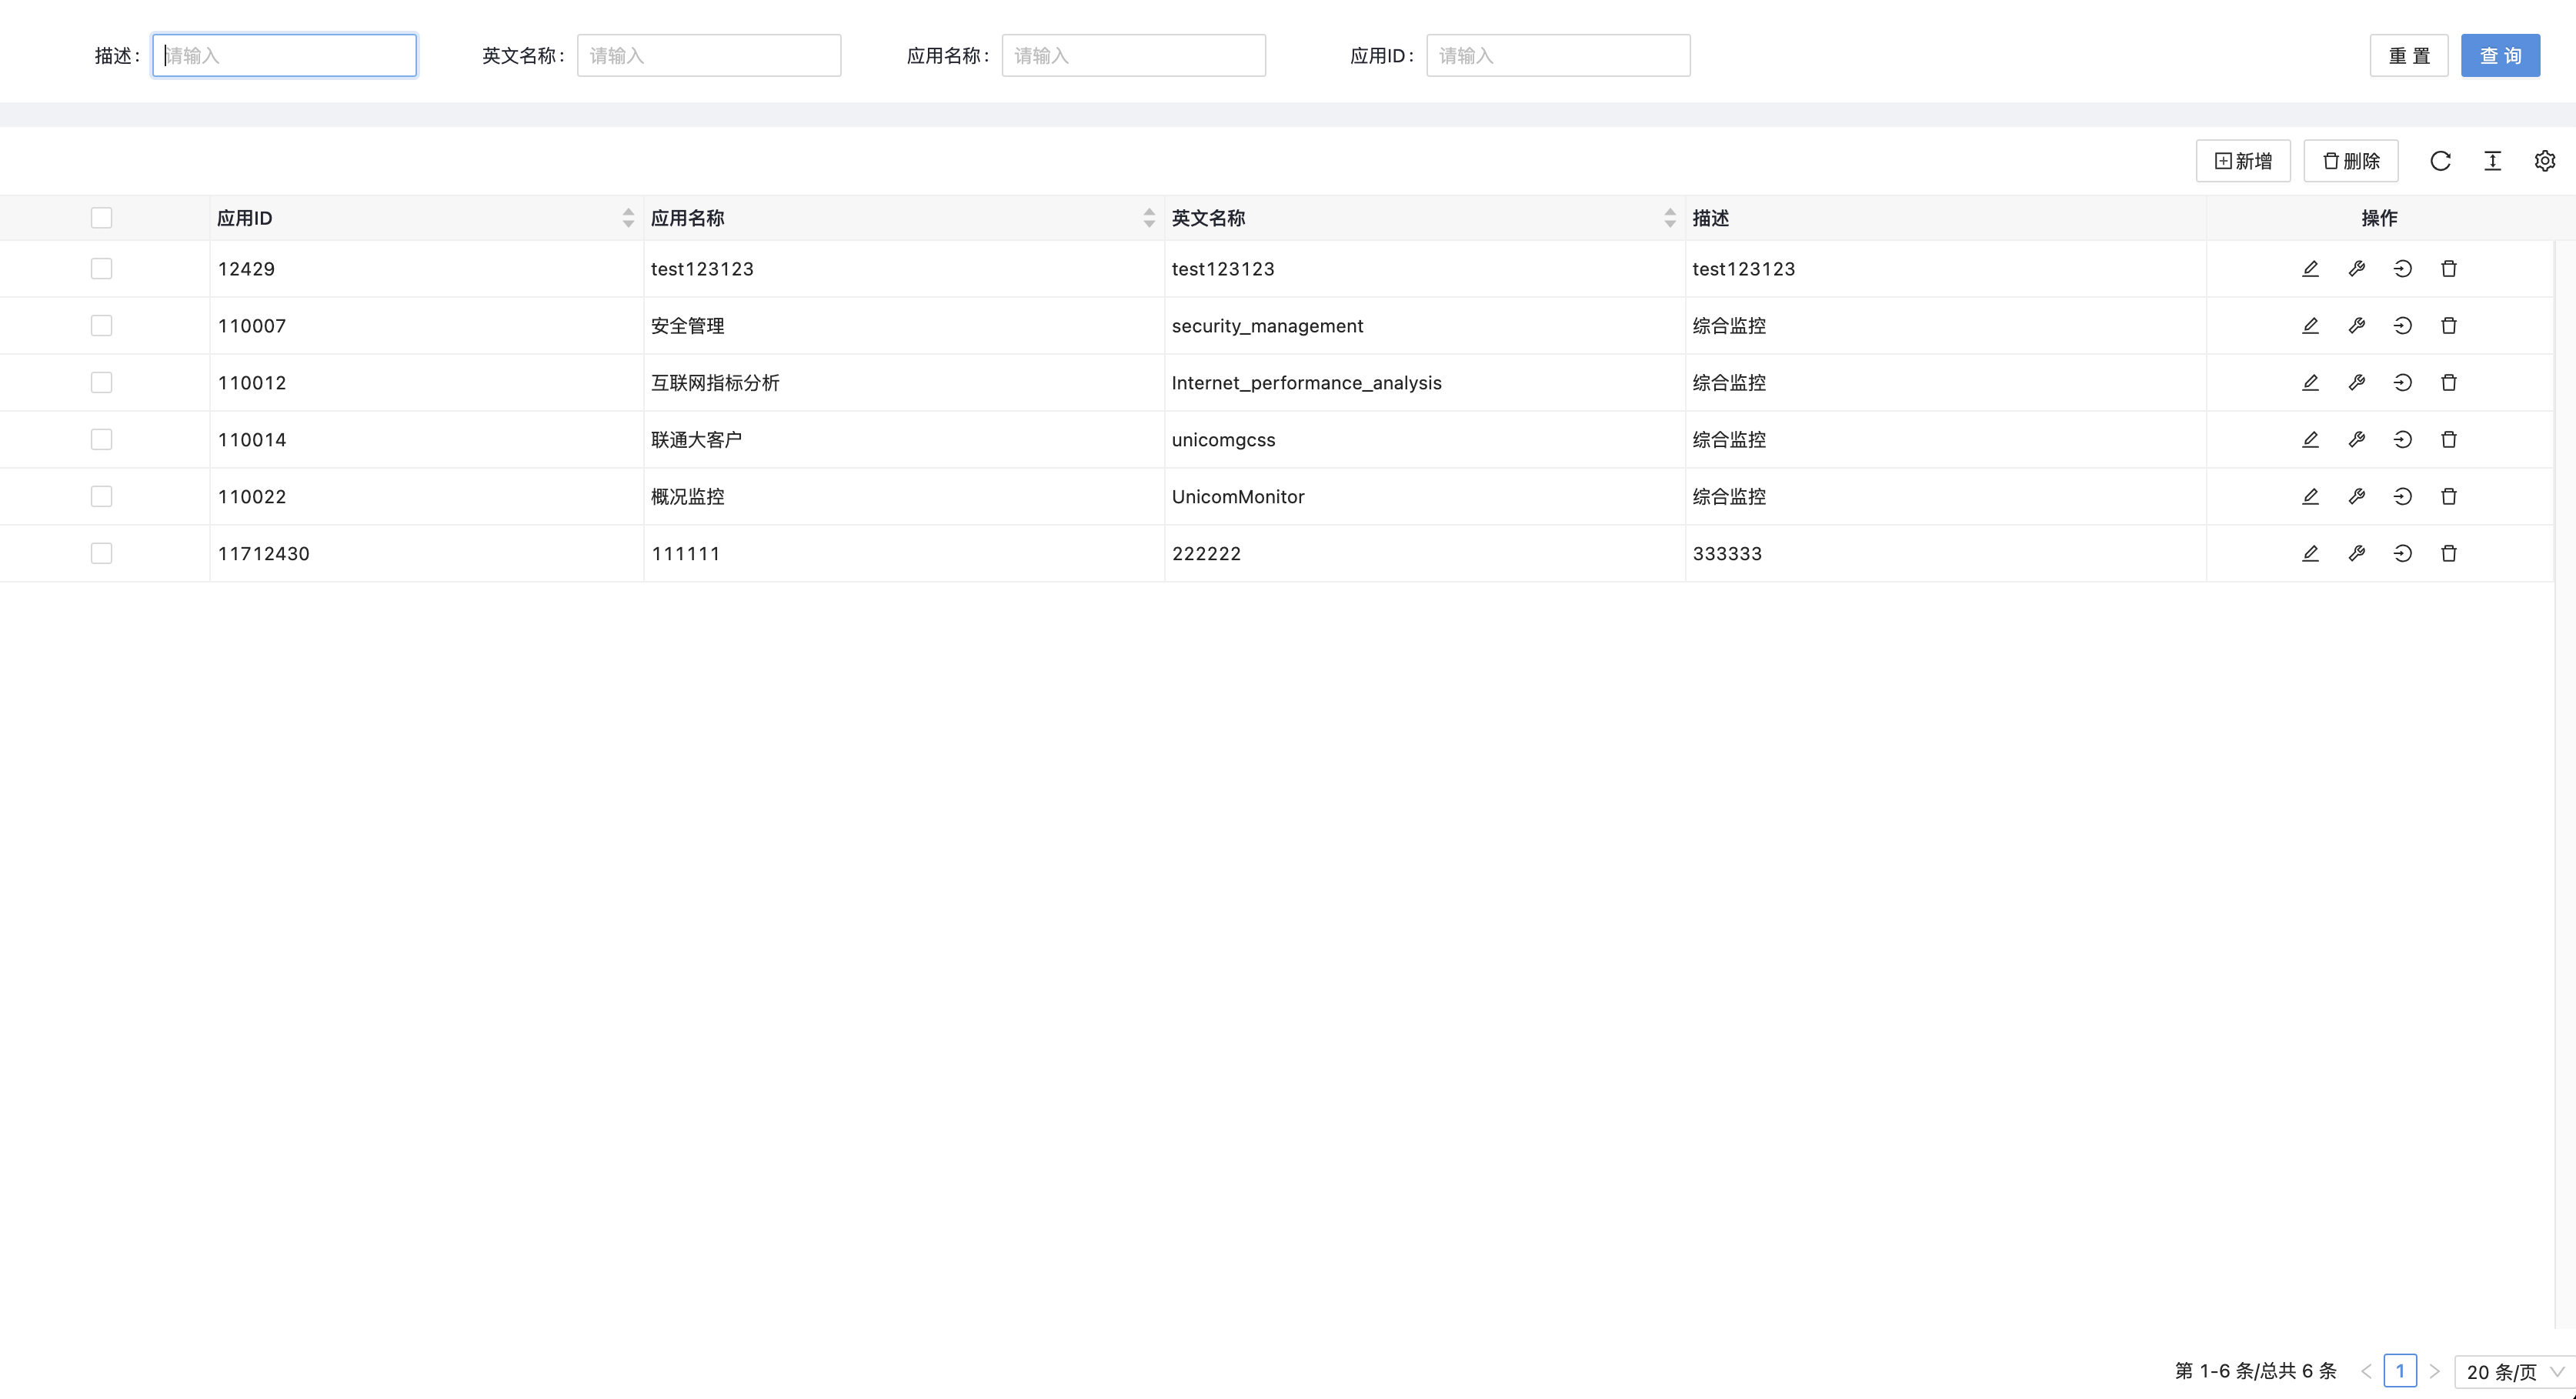 描述： 请输入 英文名称： 请输入 应用名称： 请输入 应用ID： 请输入 重 置 查 询
新增 删除
应用ID 应用名称 英文名称 描述 操作
12429 test123123 test123123 test123123
110007 安全管理 security_management 综合监控
110012 互联网指标分析 Internet_performance_analysis 综合监控
110014 联通大客户 unicomgcss 综合监控
110022 概况监控 UnicomMonitor 综合监控
11712430 111111 222222 333333
第 1-6 条/总共 6 条 1 20 条/页